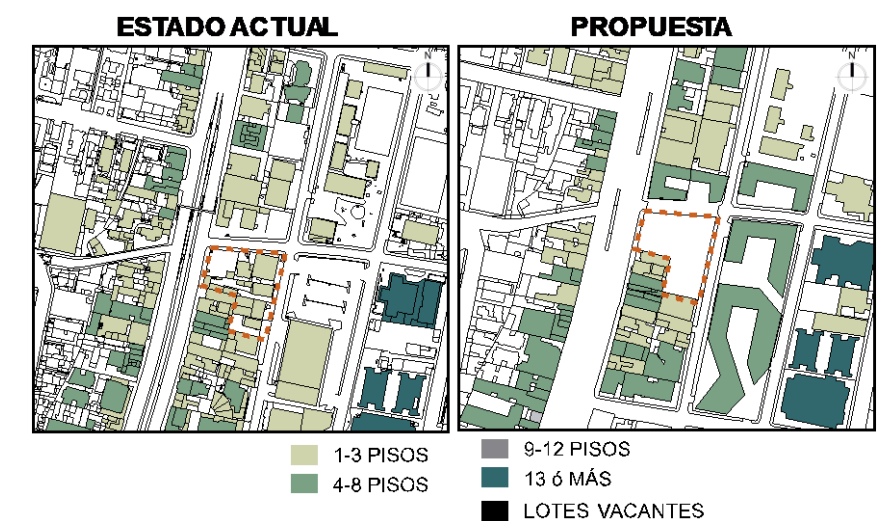 ESTADO ACTUAL
PROPUESTA
N
N
1-3 PISOS
4-8 PISOS
9-12 PISOS
13 ó MÁS
LOTES VACANTES